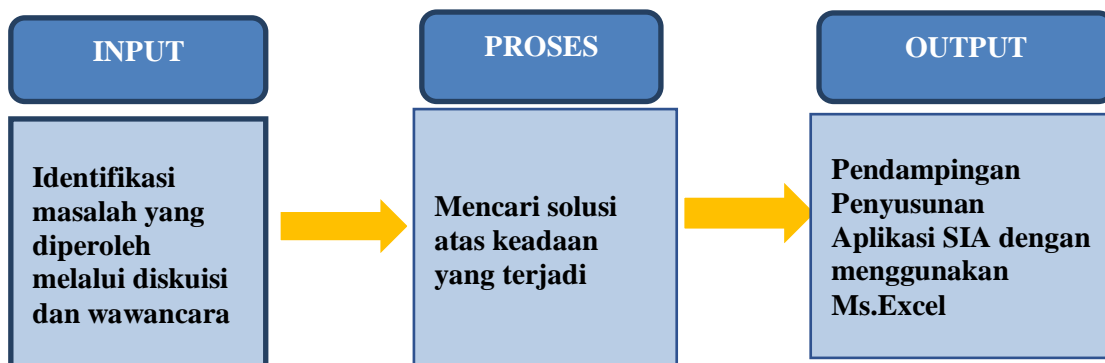 INPUT
Identifikasi
masalah yang
diperoleh
melalui diskuisi
dan wawancara
PROSES
Mencari solusi
atas keadaan
yang terjadi
OUTPUT
Pendampingan
Penyusunan
Aplikasi SIA dengan
menggunakan
Ms.Excel